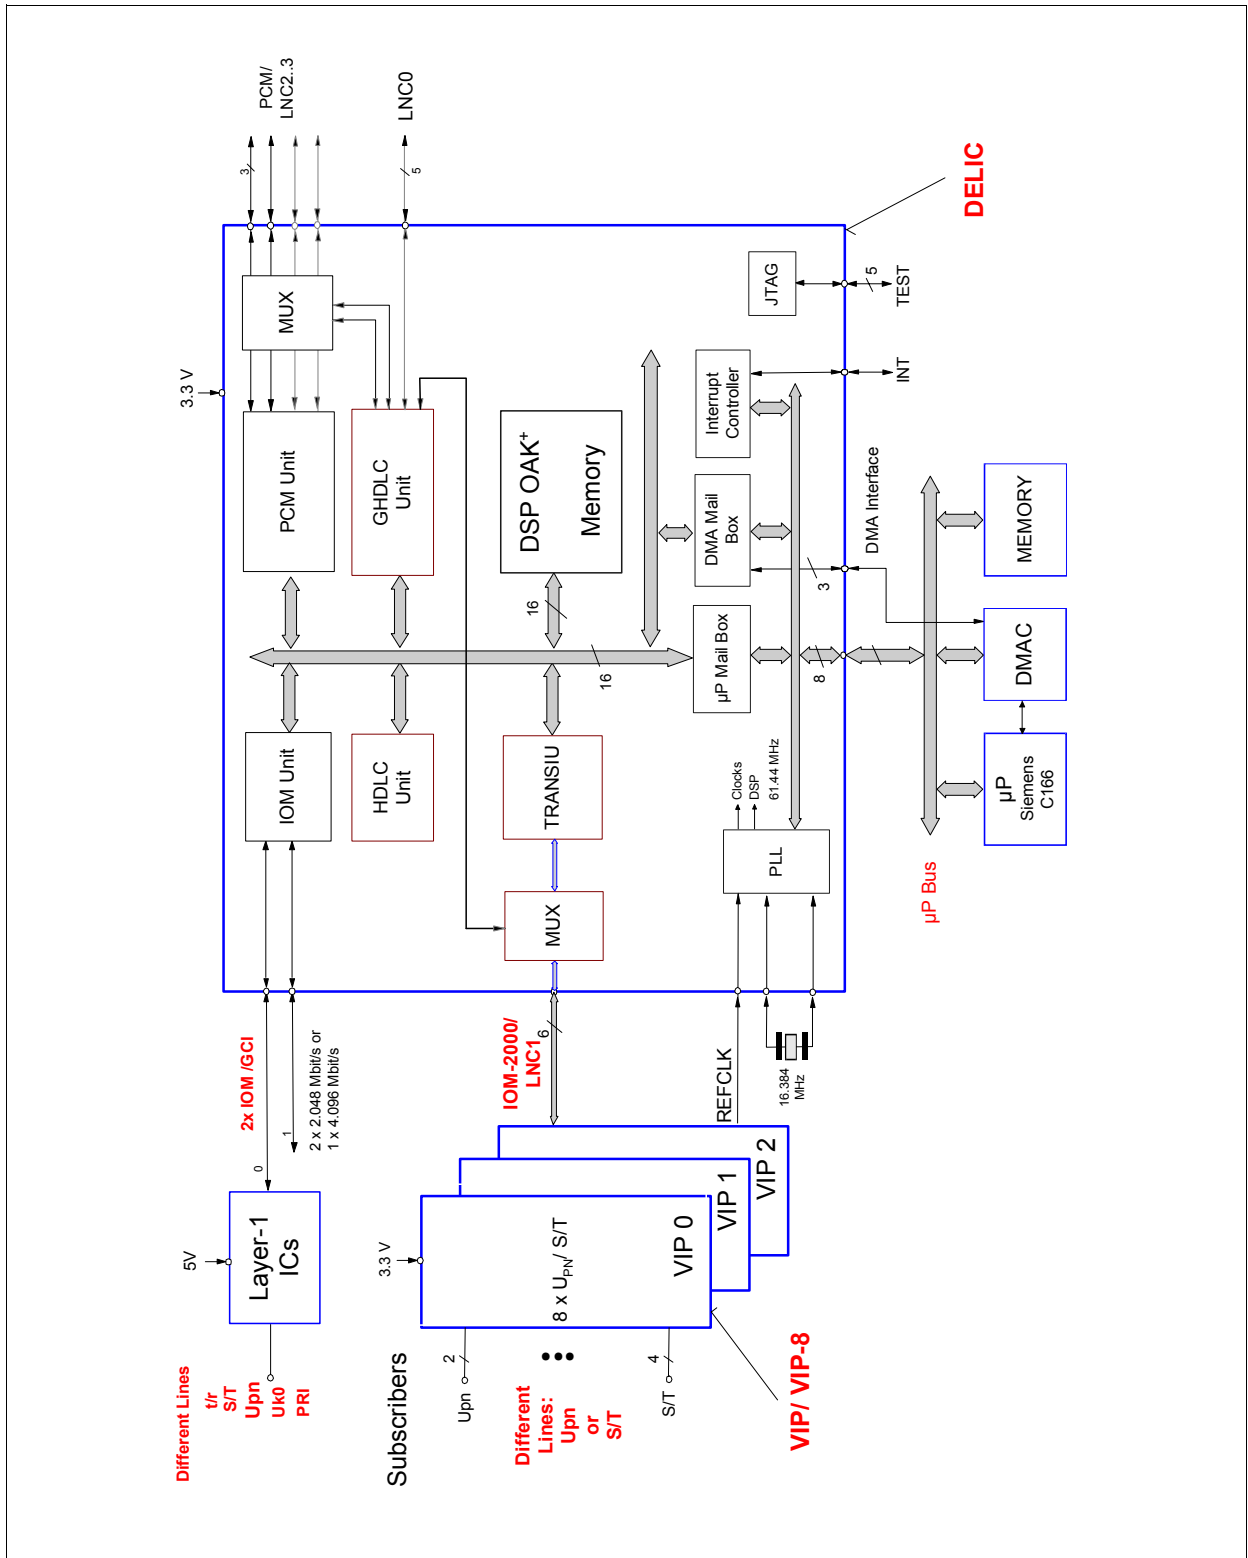 Different Lines
t/r
S/T
Upn
Uk0
PRI
5V
Layer-1
ICs
0
2x IOM /GCI
1
2 x 2.048 Mbit/s or
1 x 4.096 Mbit/s
IOM Unit
PCM Unit
MUX
3
PCM/
LNC2..3
3.3 V
HDLC
Unit
GHDLC
Unit
5
LNC0
Subscribers
Upn
2
Different
Lines:
Upn
or
S/T
S/T
4
3.3 V
8 x UPN/ S/T
VIP 0
VIP 1
VIP 2
VIP/ VIP-8
IOM-2000/
LNC1
6
MUX
TRANSIU
16
DSP OAK+
Memory
16
REFCLK
16.384
MHz
PLL
Clocks
DSP
61.44 MHz
µP Mail Box
DMA Mail
Box
Interrupt
Controller
JTAG
8
3
DMA Interface
INT
5
TEST
DELIC
µP Bus
µP
Siemens
C166
DMAC
MEMORY